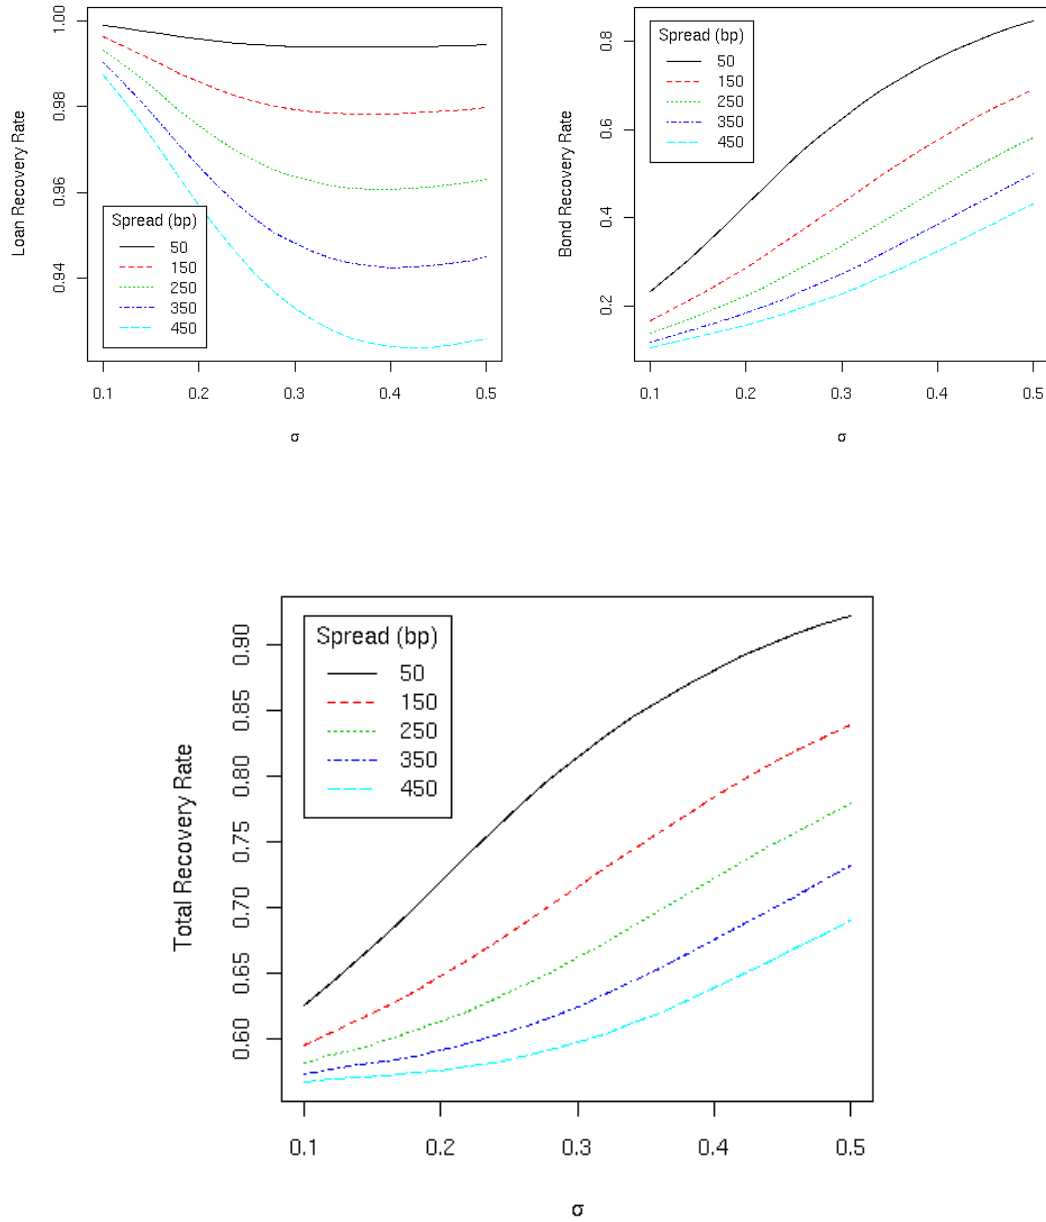 Loan Recovery Rate
1.00
0.98
0.96
0.94
Spread (bp)
50
150
250
350
450
0.1 0.2 0.3 0.4 0.5
σ
Bond Recovery Rate
0.8
0.6
0.4
0.2
Spread (bp)
50
150
250
350
450
0.1 0.2 0.3 0.4 0.5
σ
Total Recovery Rate
0.90
0.85
0.80
0.75
0.70
0.65
0.60
Spread (bp)
50
150
250
350
450
0.1 0.2 0.3 0.4 0.5
σ